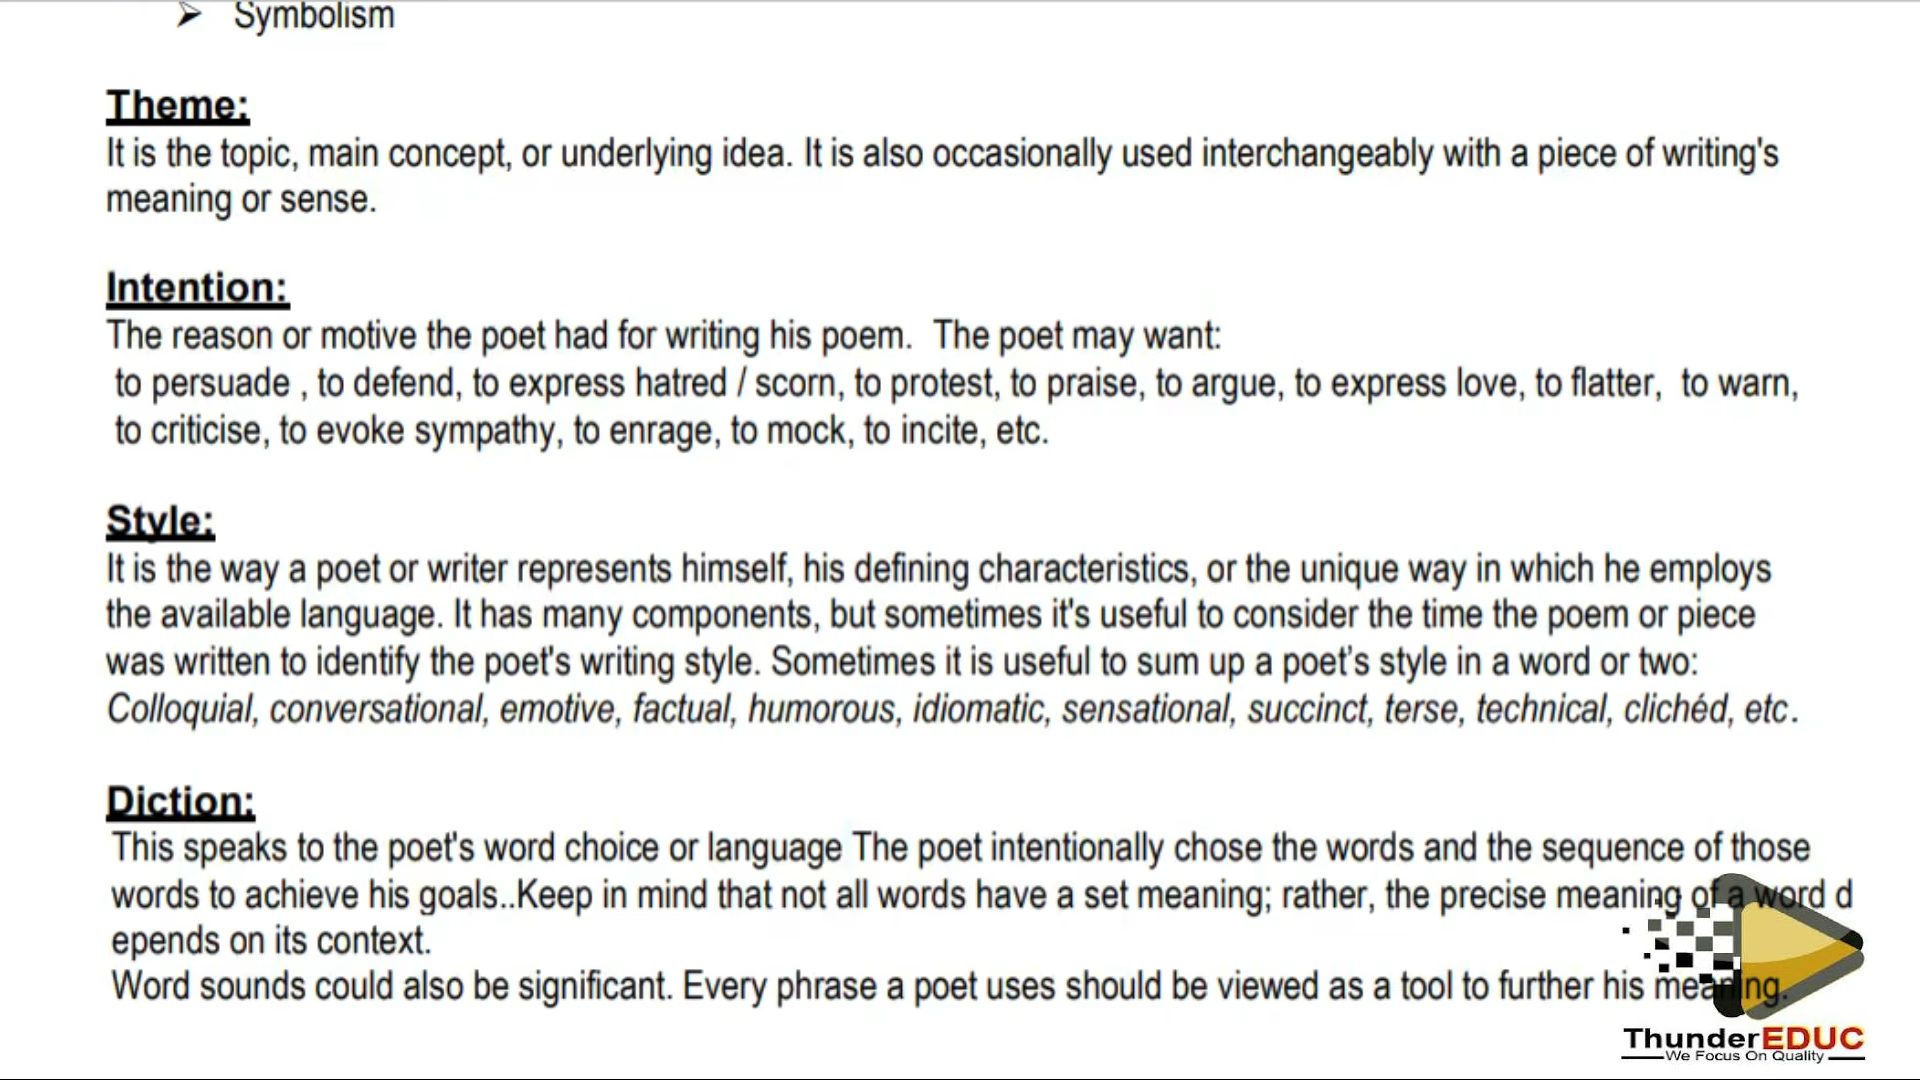 ➢ Symbolism
Theme:
It is the topic, main concept, or underlying idea. It is also occasionally used interchangeably with a piece of writing's
meaning or sense.
Intention:
The reason or motive the poet had for writing his poem.  The poet may want:
to persuade , to defend, to express hatred / scorn, to protest, to praise, to argue, to express love, to flatter,  to warn,
to criticise, to evoke sympathy, to enrage, to mock, to incite, etc.
Style:
It is the way a poet or writer represents himself, his defining characteristics, or the unique way in which he employs
the available language. It has many components, but sometimes it's useful to consider the time the poem or piece
was written to identify the poet's writing style. Sometimes it is useful to sum up a poet’s style in a word or two:
Colloquial, conversational, emotive, factual, humorous, idiomatic, sensational, succinct, terse, technical, clichéd, etc.
Diction:
This speaks to the poet's word choice or language The poet intentionally chose the words and the sequence of those
words to achieve his goals..Keep in mind that not all words have a set meaning; rather, the precise meaning of a word d
epends on its context.
Word sounds could also be significant. Every phrase a poet uses should be viewed as a tool to further his meaning.
ThunderEDUC
We Focus On Quality